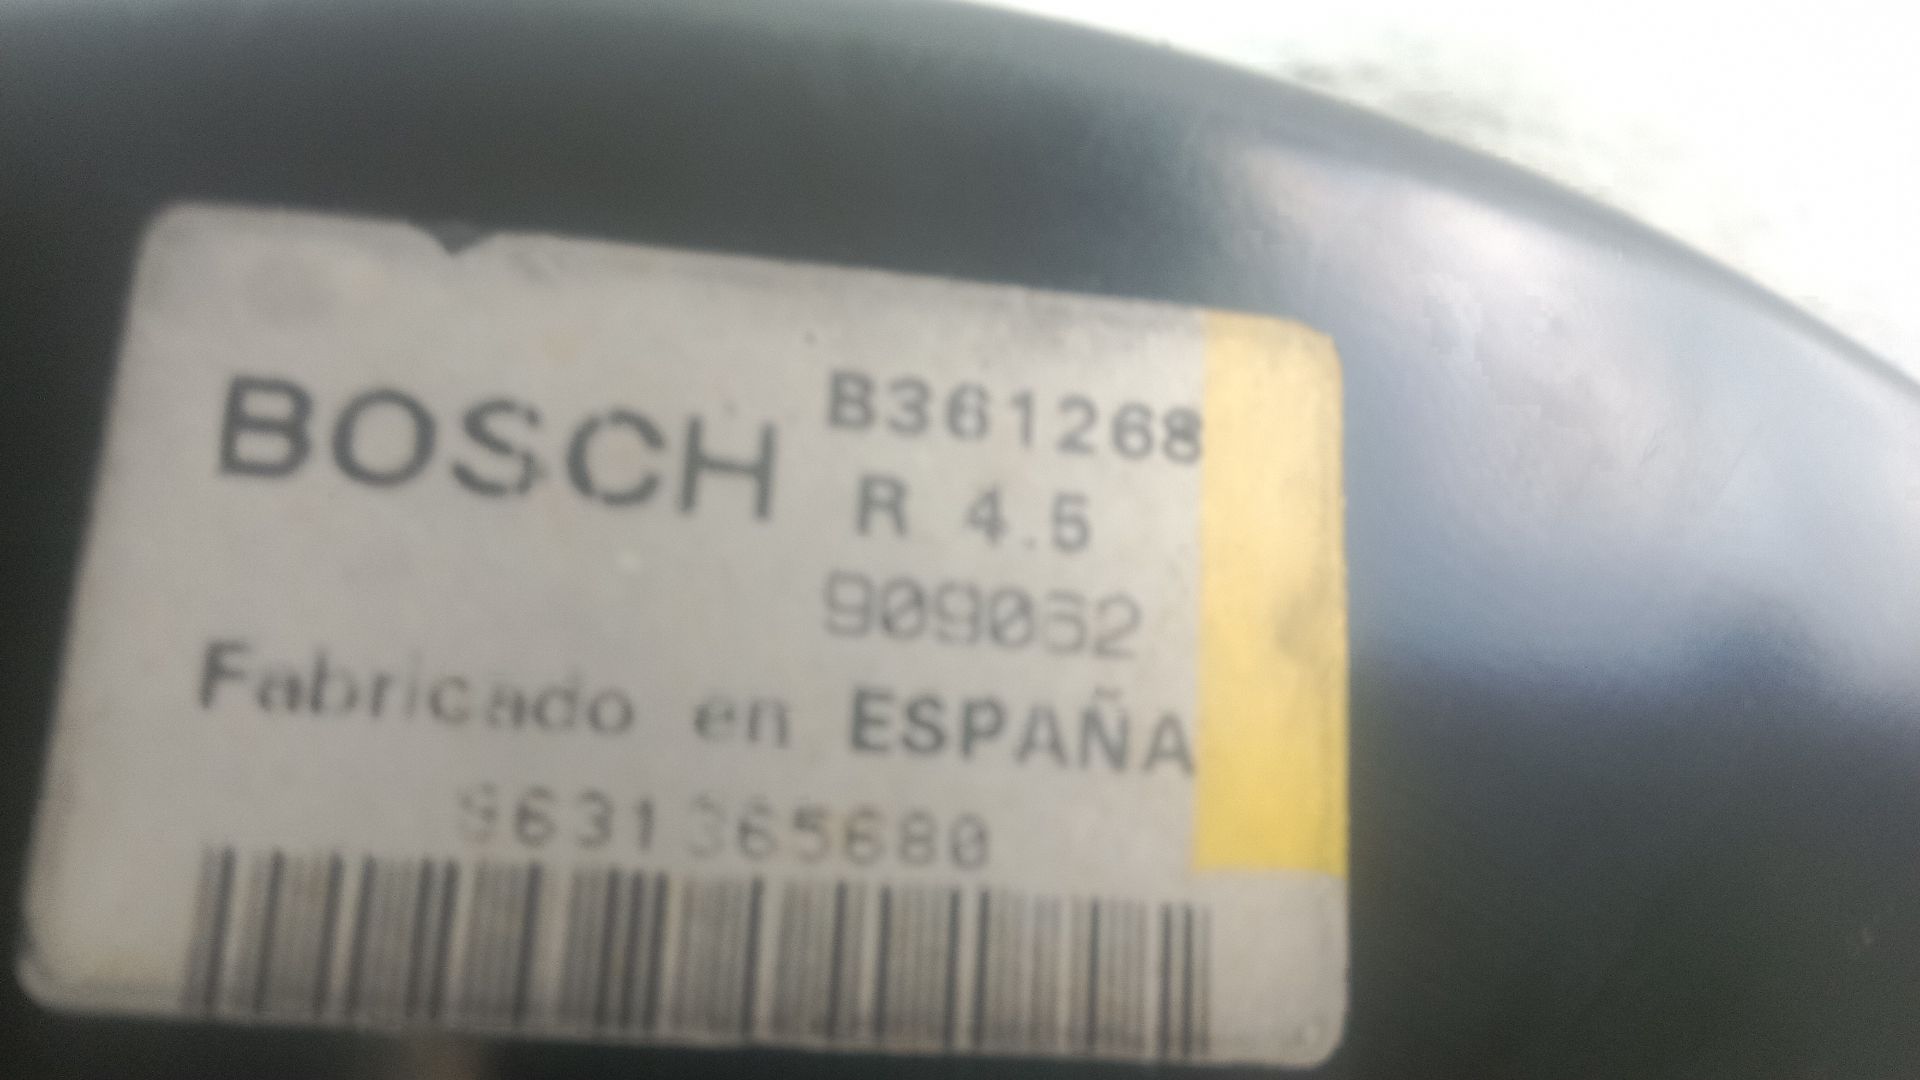 BOSCH B361268
R 4.5
909062
Fabricado en ESPAÑA
9631365680